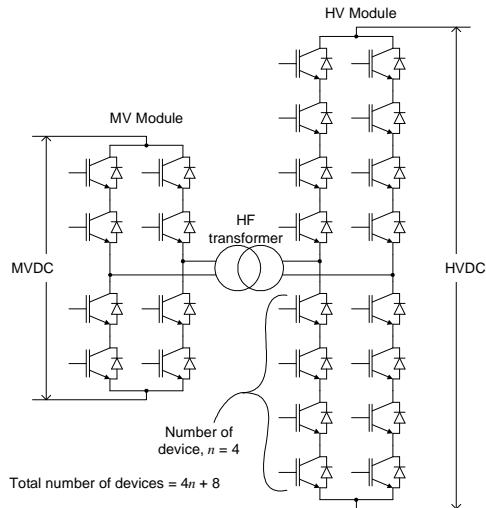 HV Module
MV Module
HF
transformer
MVDC
HVDC
Number of
device, n = 4
Total number of devices = 4n + 8